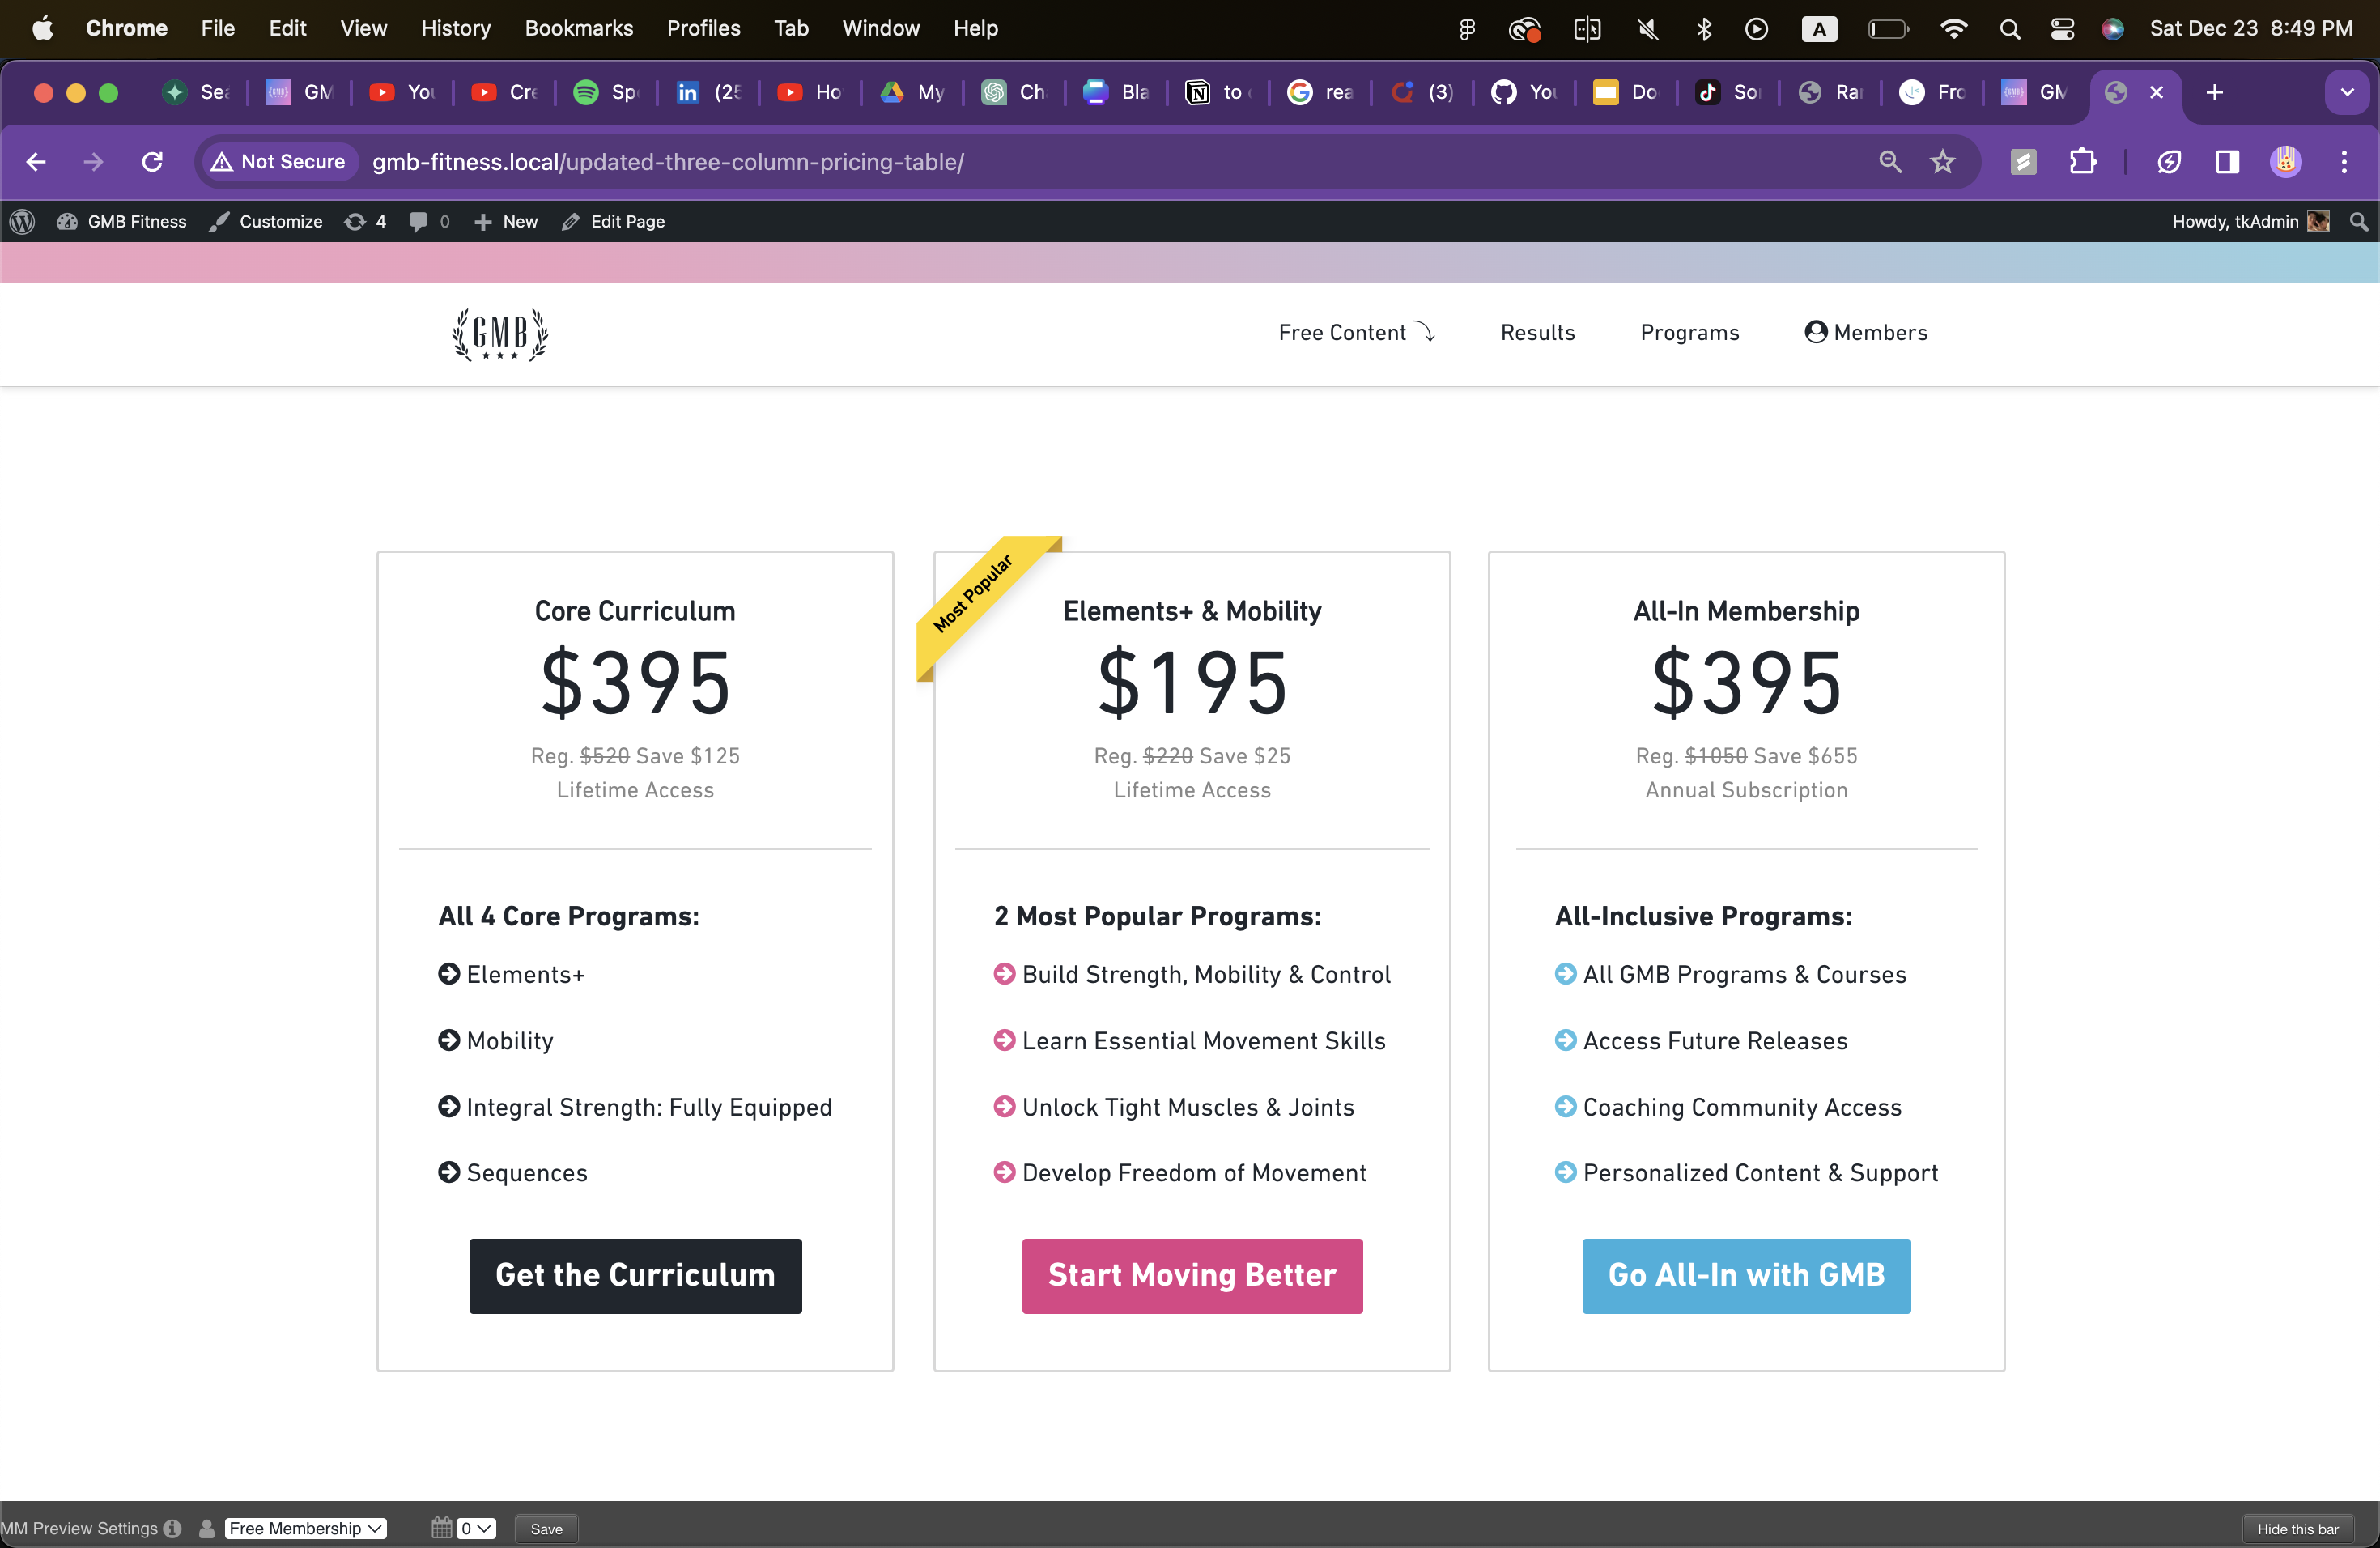 Chrome File Edit View History Bookmarks Profiles Tab Window Help A Sat Dec 23 8:49 PM
Sea GM You Cre Spo in (25 Ho My Ch Bla to rea (3) You Do So Ra Fro GM
Not Secure gmb-fitness.local/updated-three-column-pricing-table/
GMB Fitness Customize 4 0 New Edit Page Howdy, tkAdmin
GMB
Free Content Results Programs Members
Most Popular
Core Curriculum
$395
Reg. $520 Save $125
Lifetime Access
All 4 Core Programs:
Elements+
Mobility
Integral Strength: Fully Equipped
Sequences
Get the Curriculum
Elements+ & Mobility
$195
Reg. $220 Save $25
Lifetime Access
2 Most Popular Programs:
Build Strength, Mobility & Control
Learn Essential Movement Skills
Unlock Tight Muscles & Joints
Develop Freedom of Movement
Start Moving Better
All-In Membership
$395
Reg. $1050 Save $655
Annual Subscription
All-Inclusive Programs:
All GMB Programs & Courses
Access Future Releases
Coaching Community Access
Personalized Content & Support
Go All-In with GMB
MM Preview Settings Free Membership 0 Save Hide this bar